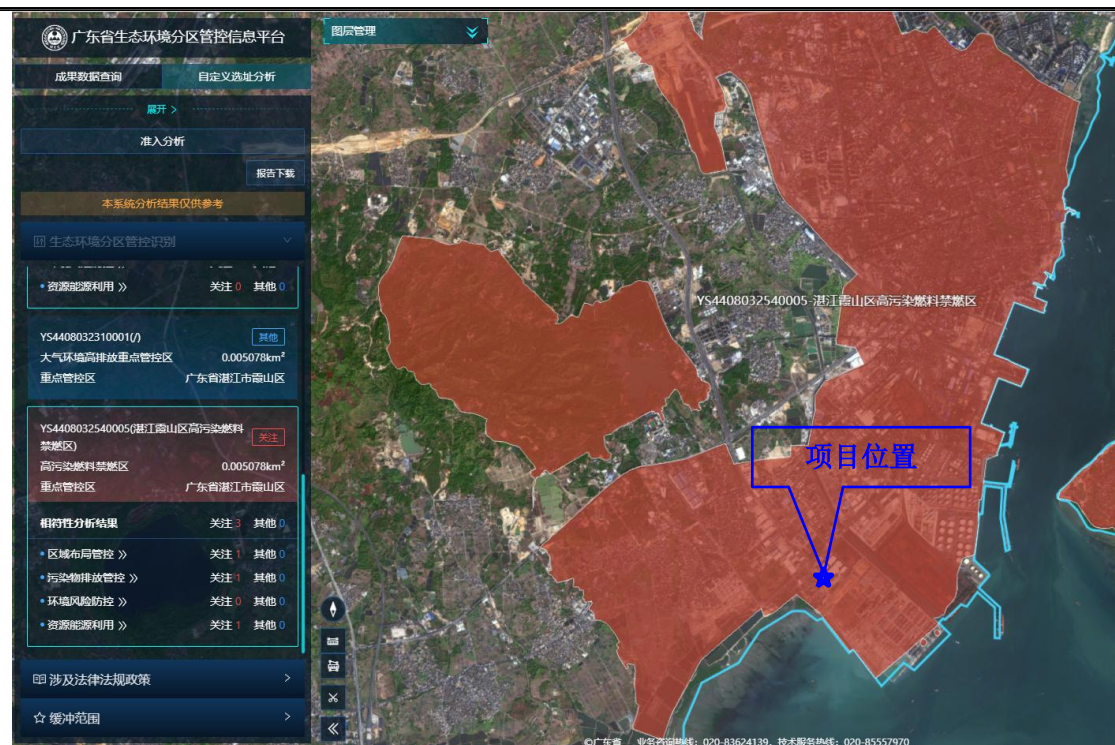 广东省生态环境分区管控信息平台
成果数据查询 自定义选址分析
展开 >
准入分析
报告下载
本系统分析结果仅供参考
生态环境分区管控识别
资源能源利用 » 关注 0 其他 0
YS4408032310001(/) 其他
大气环境高排放重点管控区 0.005078km²
重点管控区 广东省湛江市霞山区
YS4408032540005(湛江霞山区高污染燃料
禁燃区) 关注
高污染燃料禁燃区 0.005078km²
重点管控区 广东省湛江市霞山区
相符性分析结果 关注 3 其他 0
区域布局管控 » 关注 1 其他 0
污染物排放管控 » 关注 1 其他 0
环境风险防控 » 关注 0 其他 0
资源能源利用 » 关注 1 其他 0
涉及法律法规政策 >
缓冲范围 >
图层管理
YS4408032540005-湛江霞山区高污染燃料禁燃区
项目位置
©广东省 业务咨询热线：020-83624139、技术服务热线：020-85557970